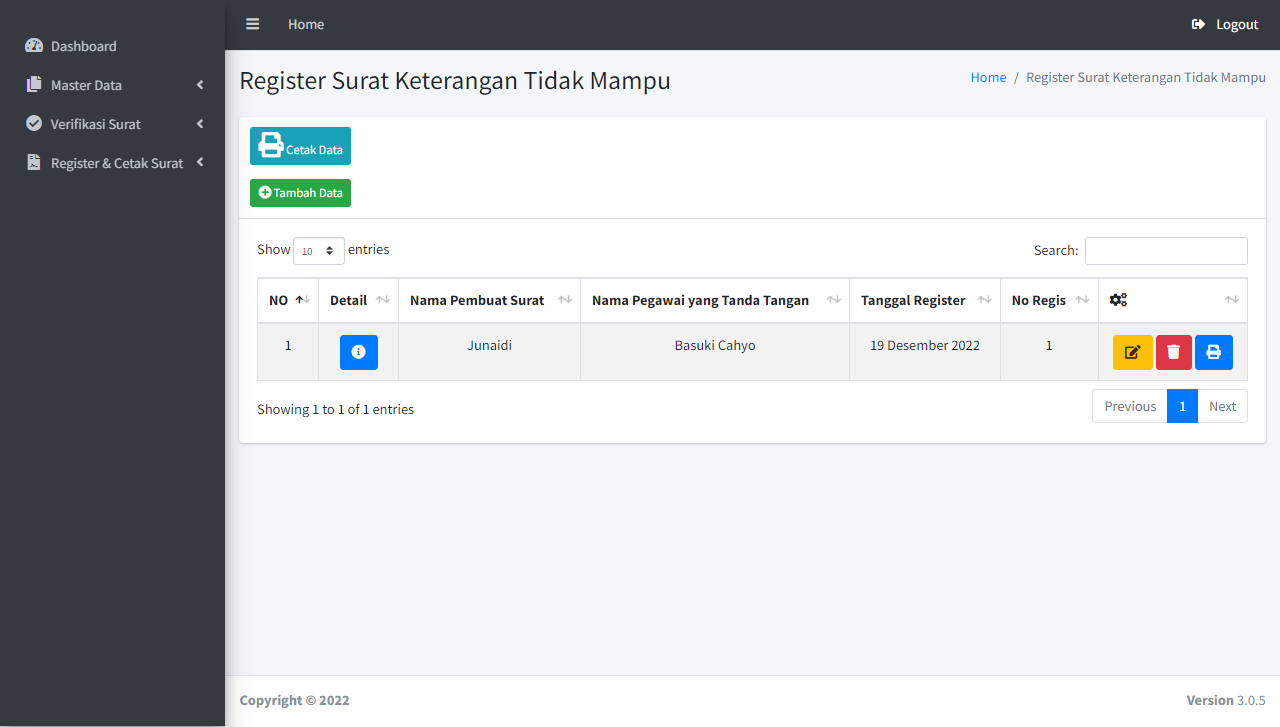 Home
Logout
Dashboard
Master Data
Verifikasi Surat
Register & Cetak Surat
Register Surat Keterangan Tidak Mampu
Home / Register Surat Keterangan Tidak Mampu
Cetak Data
Tambah Data
Show 10 entries
Search:
NO Detail Nama Pembuat Surat Nama Pegawai yang Tanda Tangan Tanggal Register No Regis
1 Junaidi Basuki Cahyo 19 Desember 2022 1
Showing 1 to 1 of 1 entries
Previous 1 Next
Copyright © 2022
Version 3.0.5